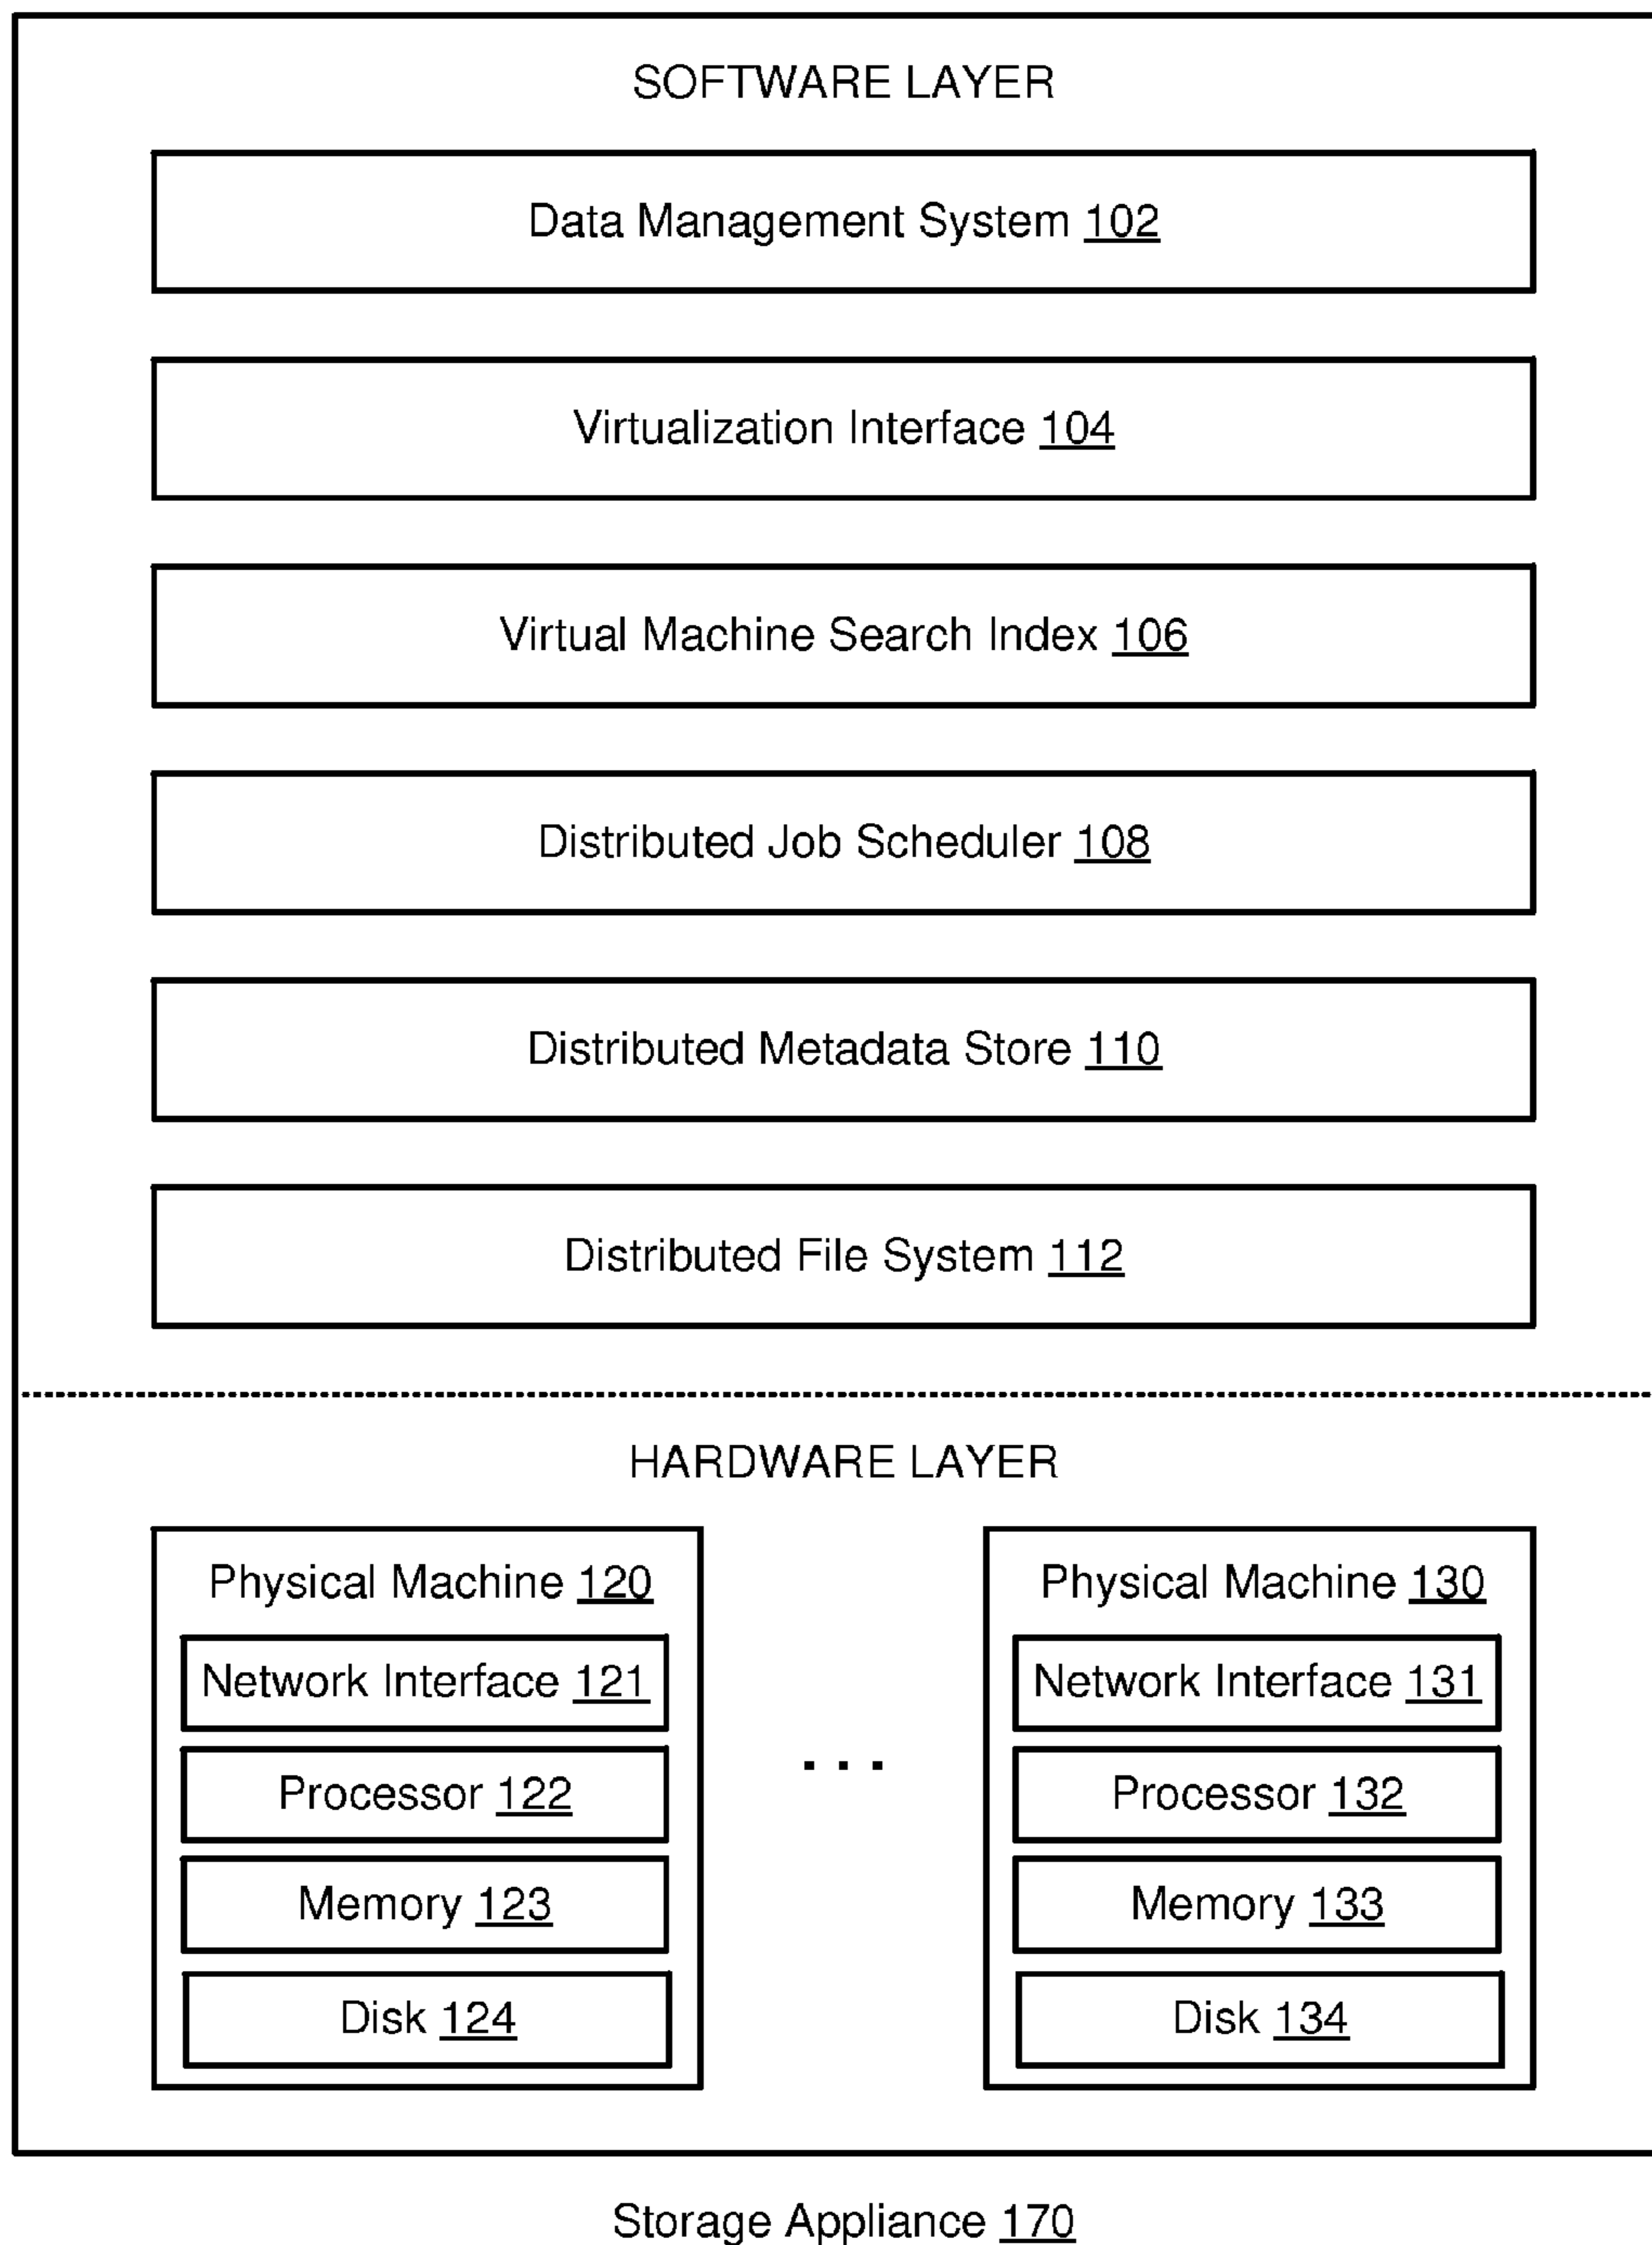 SOFTWARE LAYER
Data Management System 102
Virtualization Interface 104
Virtual Machine Search Index 106
Distributed Job Scheduler 108
Distributed Metadata Store 110
Distributed File System 112
HARDWARE LAYER
Physical Machine 120
Network Interface 121
Processor 122
Memory 123
Disk 124
. . .
Physical Machine 130
Network Interface 131
Processor 132
Memory 133
Disk 134
Storage Appliance 170